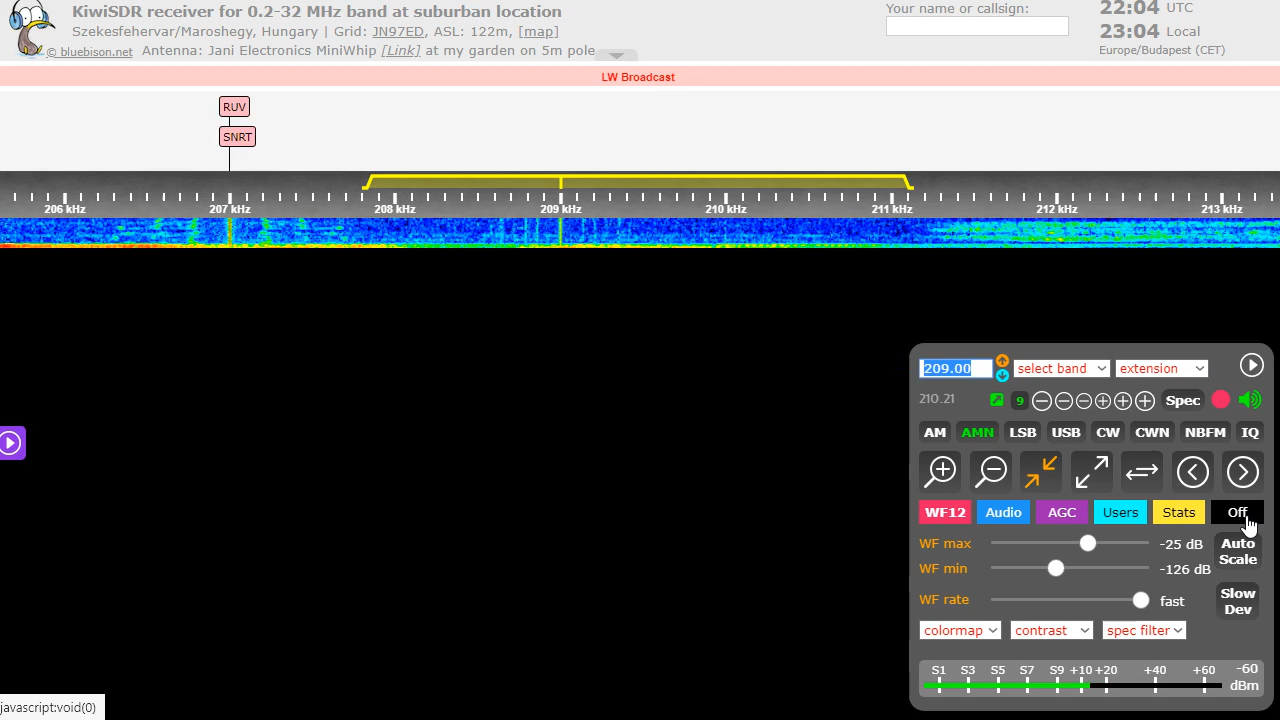 KiwiSDR receiver for 0.2-32 MHz band at suburban location
Szekesfehervar/Maroshegy, Hungary | Grid: JN97ED, ASL: 122m, [map]
© bluebison.net Antenna: Jani Electronics MiniWhip [Link] at my garden on 5m pole
Your name or callsign:
22:04 UTC
23:04 Local
Europe/Budapest (CET)
LW Broadcast
RUV
SNRT
206 kHz 207 kHz 208 kHz 209 kHz 210 kHz 211 kHz 212 kHz 213 kHz
209.00 select band extension
210.21 9 Spec
AM AMN LSB USB CW CWN NBFM IQ
WF12 Audio AGC Users Stats Off
WF max -25 dB Auto Scale
WF min -126 dB
WF rate fast Slow Dev
colormap contrast spec filter
S1 S3 S5 S7 S9 +10 +20 +40 +60 -60 dBm
javascript:void(0)